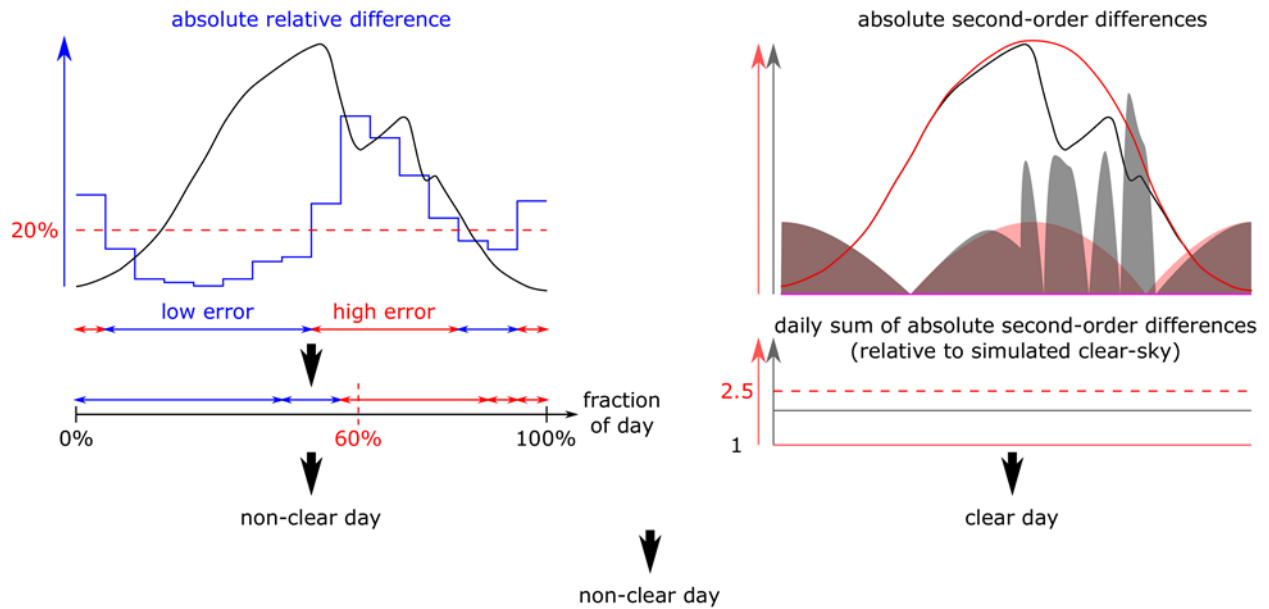 absolute relative difference
20%
low error
high error
fraction
of day
0%
60%
100%
non-clear day
absolute second-order differences
daily sum of absolute second-order differences
(relative to simulated clear-sky)
2.5
1
clear day
non-clear day